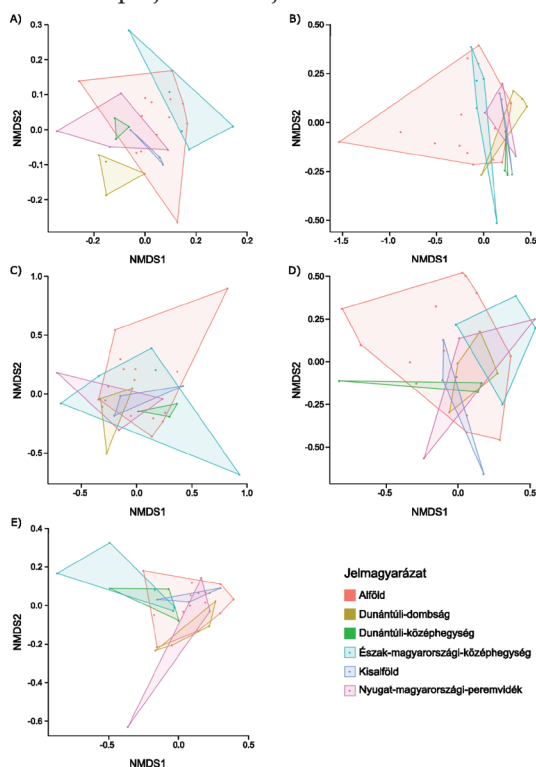 A)
0.3
0.2
0.1
0.0
-0.1
-0.2
NMDS2
-0.2
0.0
0.2
0.2
NMDS1
B)
0.50
0.25
0.00
-0.25
-0.50
NMDS2
-1.5
-1.0
-0.5
0.0
0.5
NMDS1
C)
1.0
0.5
0.0
-0.5
NMDS2
-0.5
0.0
0.5
1.0
NMDS1
D)
0.50
0.25
0.00
-0.25
-0.50
NMDS2
-0.5
0.0
0.5
NMDS1
E)
0.4
0.2
0.0
-0.2
-0.4
-0.6
NMDS2
-0.5
0.0
0.5
NMDS1
Jelmagyarázat
Alföld
Dunántúli-dombság
Dunántúli-középhegység
Észak-magyarországi-középhegység
Kisalföld
Nyugat-magyarországi-peremvidék